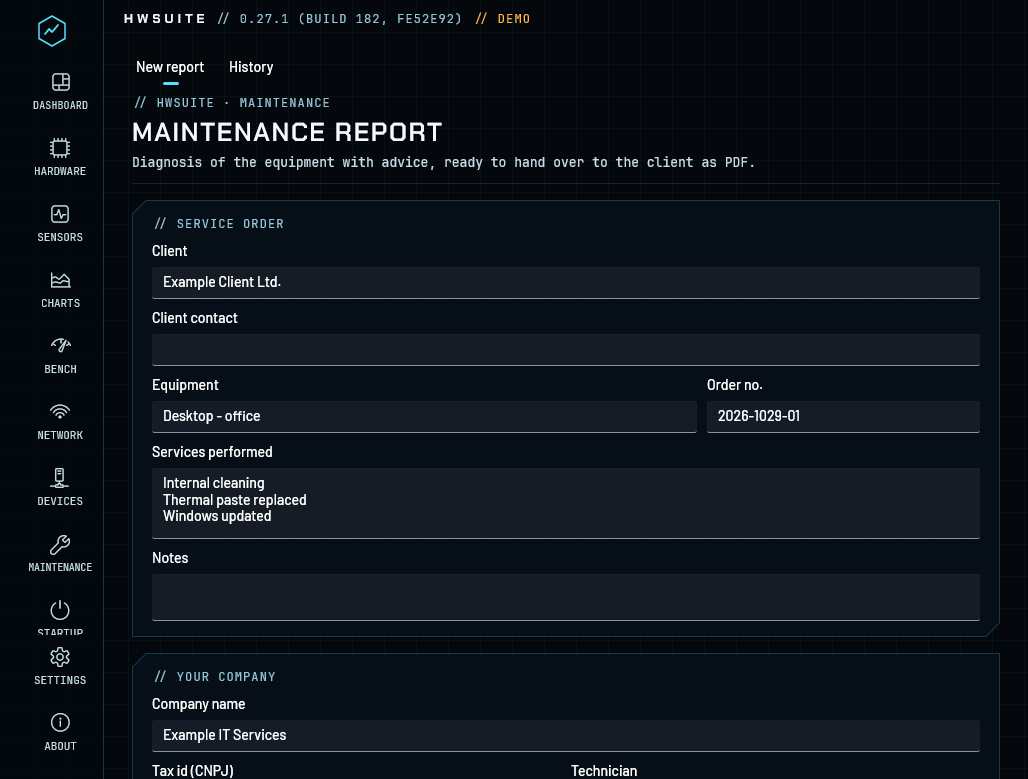 HWSUITE // 0.27.1 (BUILD 182, FE52E92) // DEMO
New report History
// HWSUITE · MAINTENANCE
MAINTENANCE REPORT
Diagnosis of the equipment with advice, ready to hand over to the client as PDF.
DASHBOARD
HARDWARE
SENSORS
CHARTS
BENCH
NETWORK
DEVICES
MAINTENANCE
STARTUP
SETTINGS
ABOUT
// SERVICE ORDER
Client
Example Client Ltd.
Client contact
Equipment Order no.
Desktop - office 2026-1029-01
Services performed
Internal cleaning
Thermal paste replaced
Windows updated
Notes
// YOUR COMPANY
Company name
Example IT Services
Tax id (CNPJ) Technician